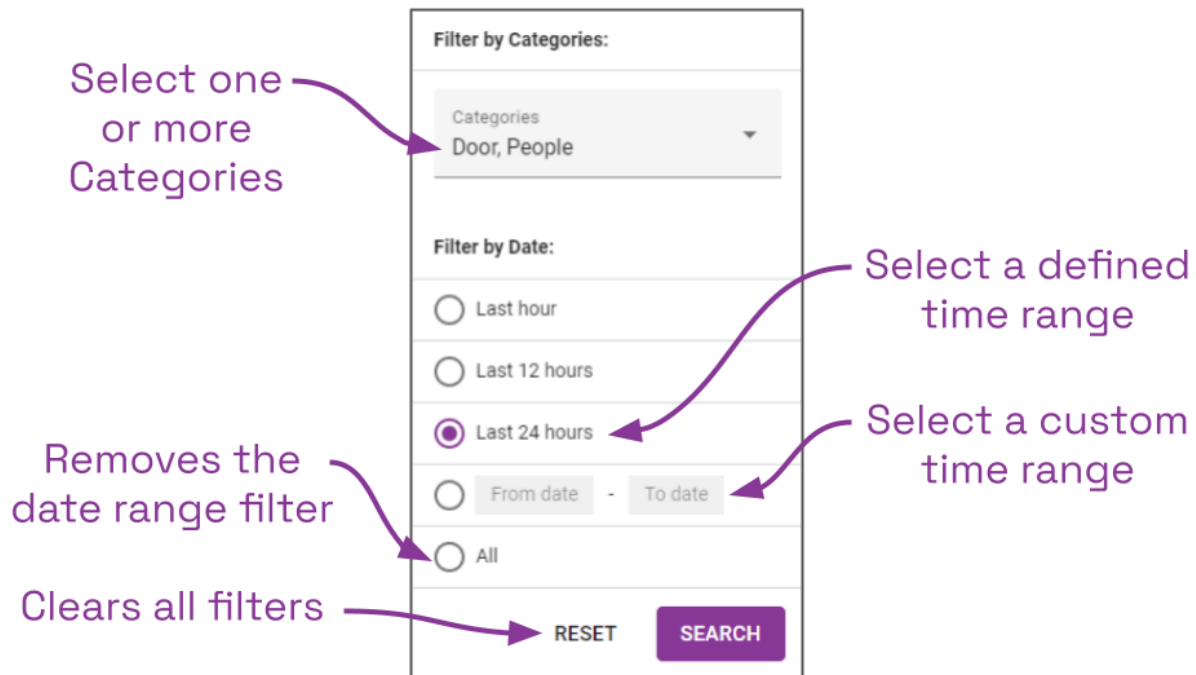 Filter by Categories:
Select one
or more
Categories
Categories
Door, People
Filter by Date:
Select a defined
time range
Last hour
Last 12 hours
Last 24 hours
Select a custom
time range
Removes the
date range filter
From date - To date
All
Clears all filters
RESET SEARCH